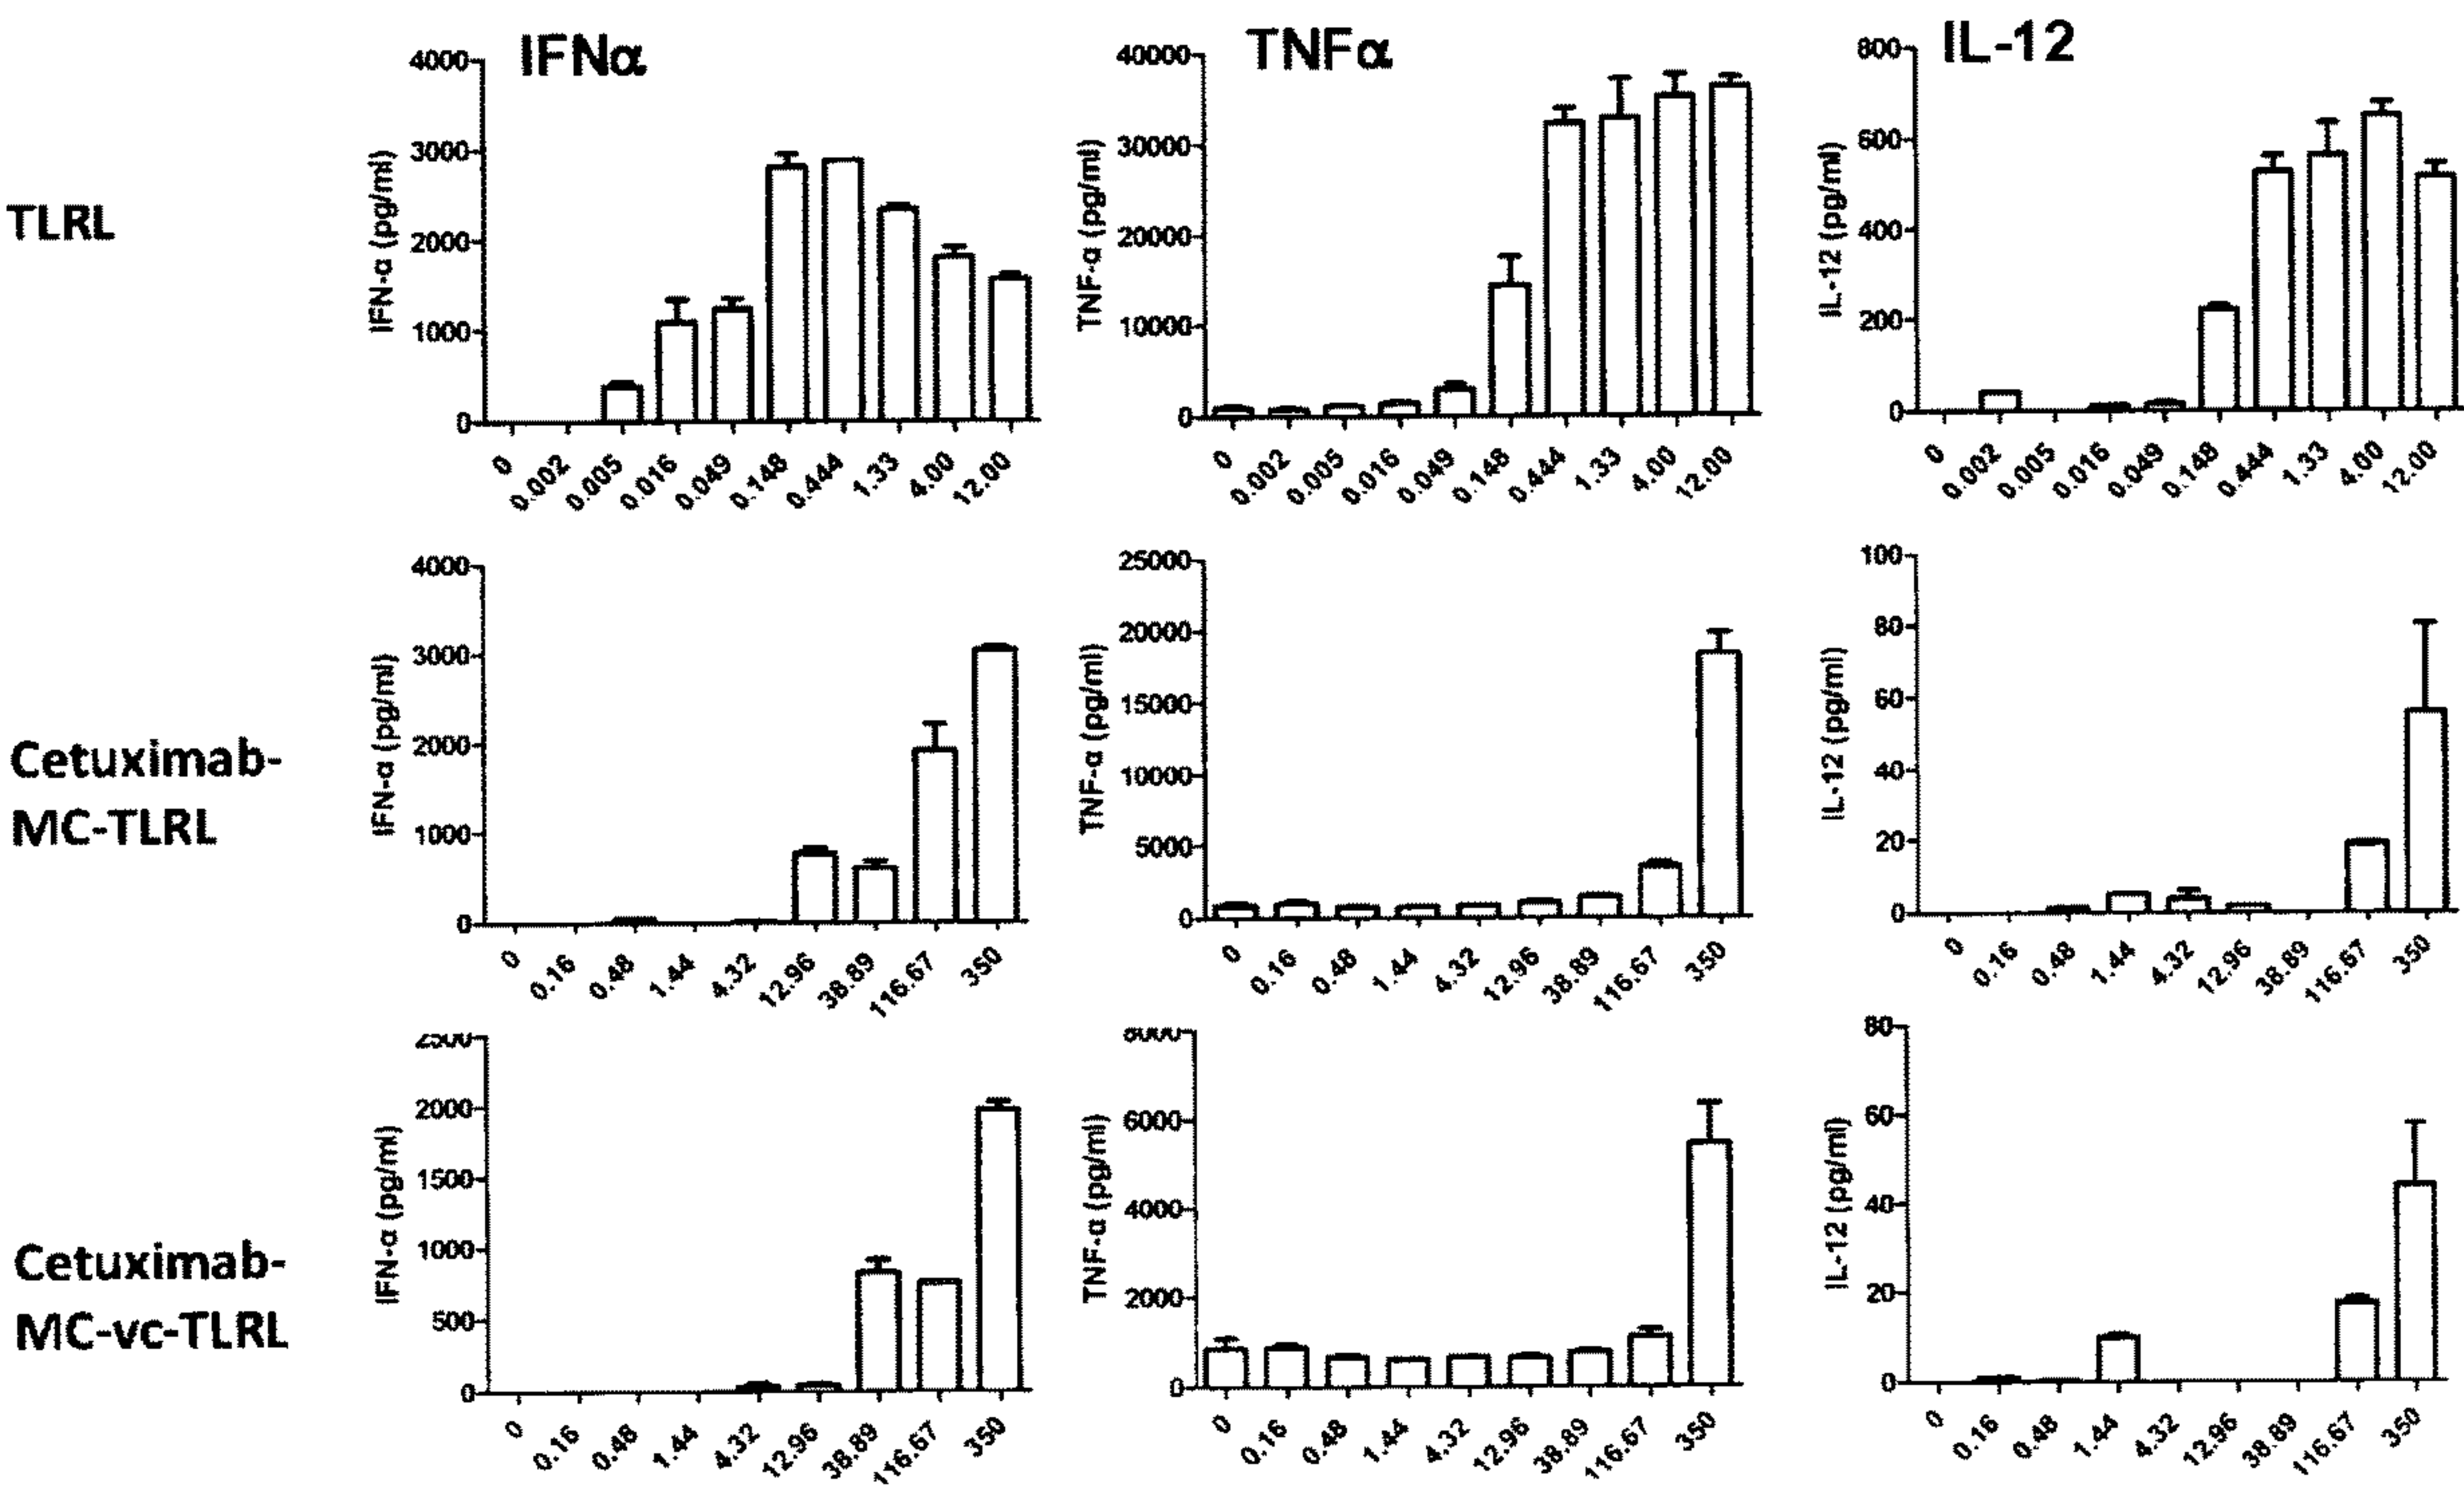 IFNα
TNFα
IL-12
TLRL
IFN-α (pg/ml)
4000
3000
2000
1000
0
0 0.002 0.005 0.016 0.049 0.148 0.444 1.33 4.00 12.00
TNF-α (pg/ml)
40000
30000
20000
10000
0
0 0.002 0.005 0.016 0.049 0.148 0.444 1.33 4.00 12.00
IL-12 (pg/ml)
800
600
400
200
0
0 0.002 0.005 0.016 0.049 0.148 0.444 1.33 4.00 12.00
Cetuximab-
MC-TLRL
IFN-α (pg/ml)
4000
3000
2000
1000
0
0 0.16 0.48 1.44 4.32 12.96 38.89 116.67 350
TNF-α (pg/ml)
25000
20000
15000
10000
5000
0
0 0.16 0.48 1.44 4.32 12.96 38.89 116.67 350
IL-12 (pg/ml)
100
80
60
40
20
0
0 0.16 0.48 1.44 4.32 12.96 38.89 116.67 350
Cetuximab-
MC-vc-TLRL
IFN-α (pg/ml)
2500
2000
1500
1000
500
0
0 0.16 0.48 1.44 4.32 12.96 38.89 116.67 350
TNF-α (pg/ml)
8000
6000
4000
2000
0
0 0.16 0.48 1.44 4.32 12.96 38.89 116.67 350
IL-12 (pg/ml)
80
60
40
20
0
0 0.16 0.48 1.44 4.32 12.96 38.89 116.67 350